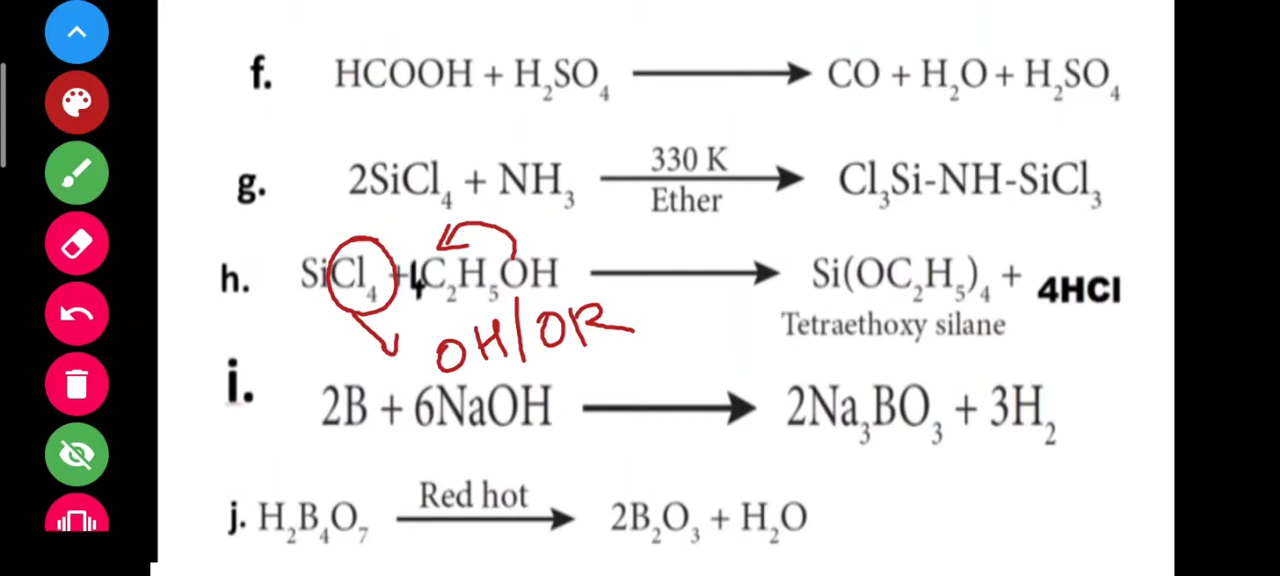 f. HCOOH + H₂SO₄ ⟶ CO + H₂O + H₂SO₄
330 K
g. 2SiCl₄ + NH₃ ⟶ Cl₃Si-NH-SiCl₃
Ether
h. SiCl₄ + 4C₂H₅OH ⟶ Si(OC₂H₅)₄ + 4HCl
Tetraethoxy silane
OH/OR
i. 2B + 6NaOH ⟶ 2Na₃BO₃ + 3H₂
Red hot
j. H₂B₄O₇ ⟶ 2B₂O₃ + H₂O